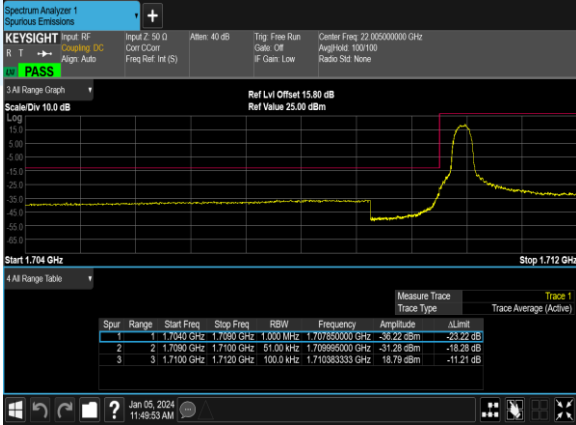 Spectrum Analyzer 1
Spurious Emissions
+
KEYSIGHT Input: RF Input Z: 50 Ω Atten: 40 dB Trig: Free Run Center Freq: 22.005000000 GHz
R T Coupling: DC Corr CCorr Gate: Off Avg|Hold: 100/100
Align: Auto Freq Ref: Int (S) IF Gain: Low Radio Std: None
PASS
3 All Range Graph
Ref Lvl Offset 15.80 dB
Scale/Div 10.0 dB Ref Value 25.00 dBm
Log
15.0
5.00
-5.00
-15.0
-25.0
-35.0
-45.0
-55.0
-65.0
Start 1.704 GHz Stop 1.712 GHz
4 All Range Table
Measure Trace Trace 1
Trace Type Trace Average (Active)
Spur Range Start Freq Stop Freq RBW Frequency Amplitude ΔLimit
1 1 1.7040 GHz 1.7090 GHz 1.000 MHz 1.707850000 GHz -36.22 dBm -23.22 dB
2 2 1.7090 GHz 1.7100 GHz 51.00 kHz 1.709995000 GHz -31.28 dBm -18.28 dB
3 3 1.7100 GHz 1.7120 GHz 100.0 kHz 1.710383333 GHz 18.79 dBm -11.21 dB
? Jan 05, 2024
11:49:53 AM